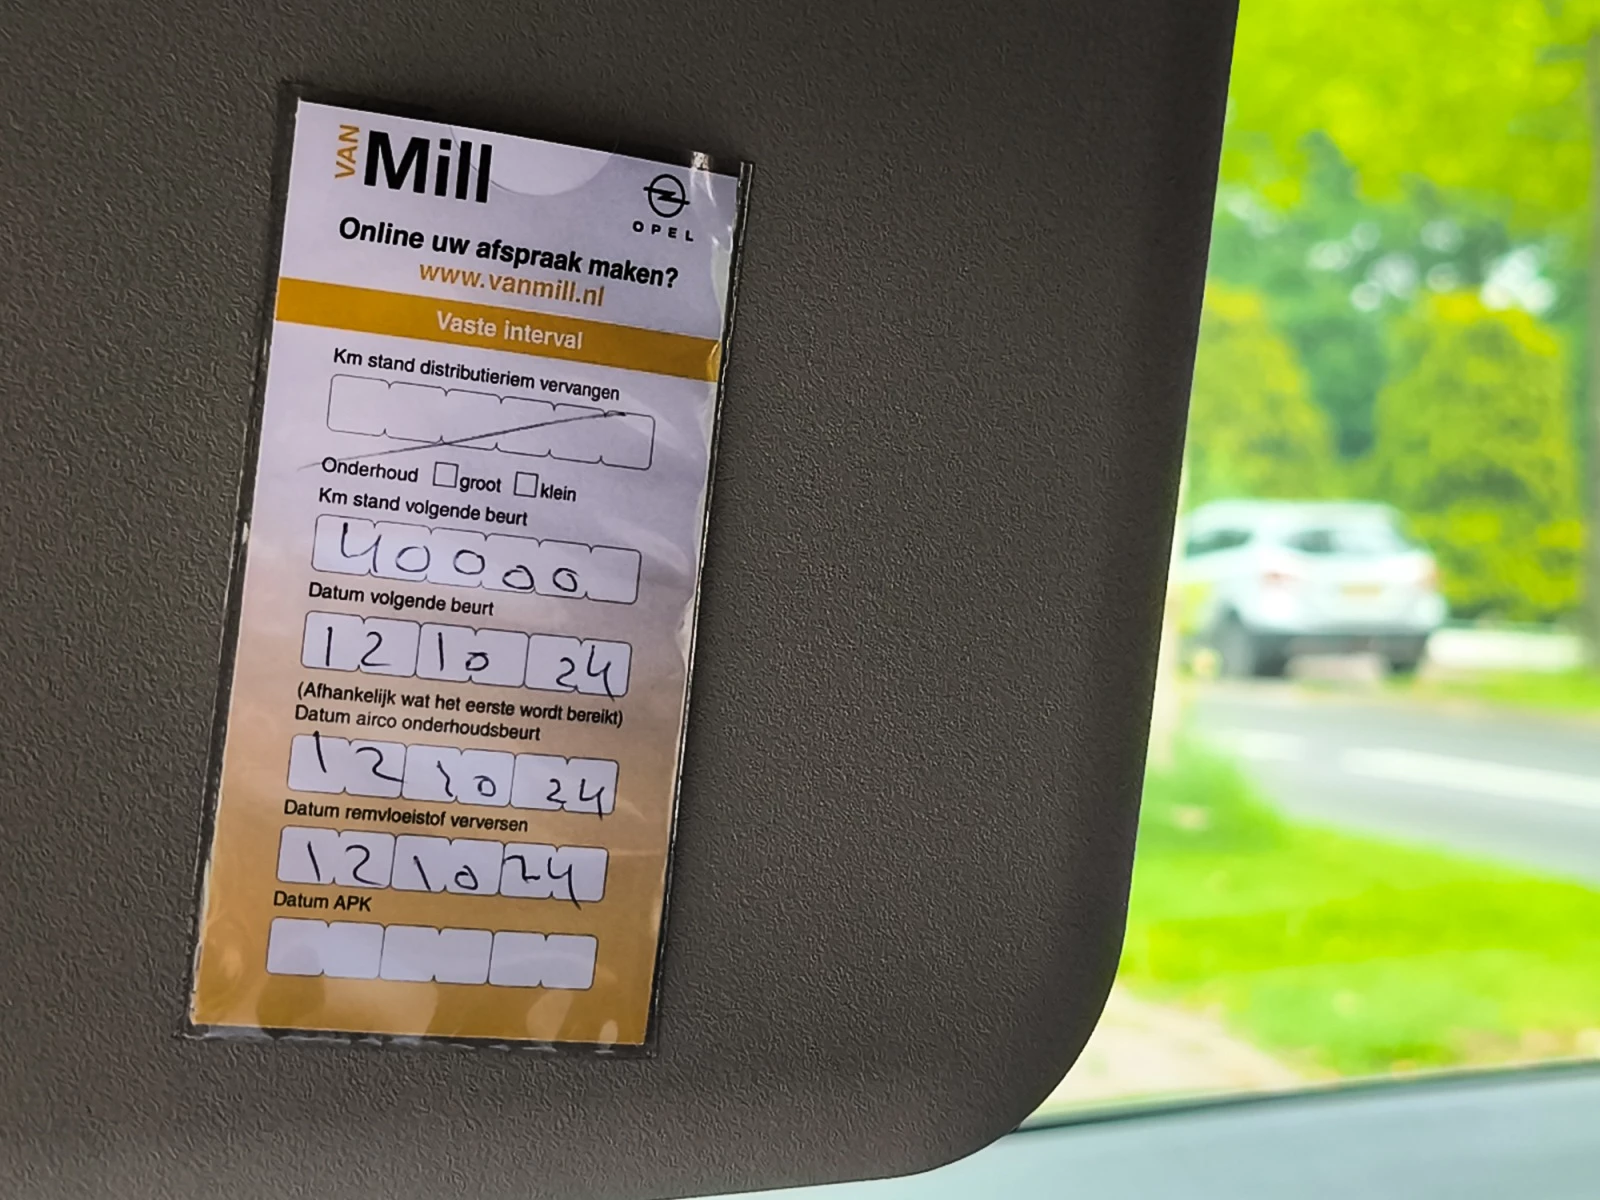 VAN Mill
OPEL
Online uw afspraak maken?
www.vanmill.nl
Vaste interval
Km stand distributieriem vervangen
Onderhoud groot klein
Km stand volgende beurt
40000
Datum volgende beurt
12 10 24
(Afhankelijk wat het eerste wordt bereikt)
Datum airco onderhoudsbeurt
12 10 24
Datum remvloeistof verversen
12 10 24
Datum APK